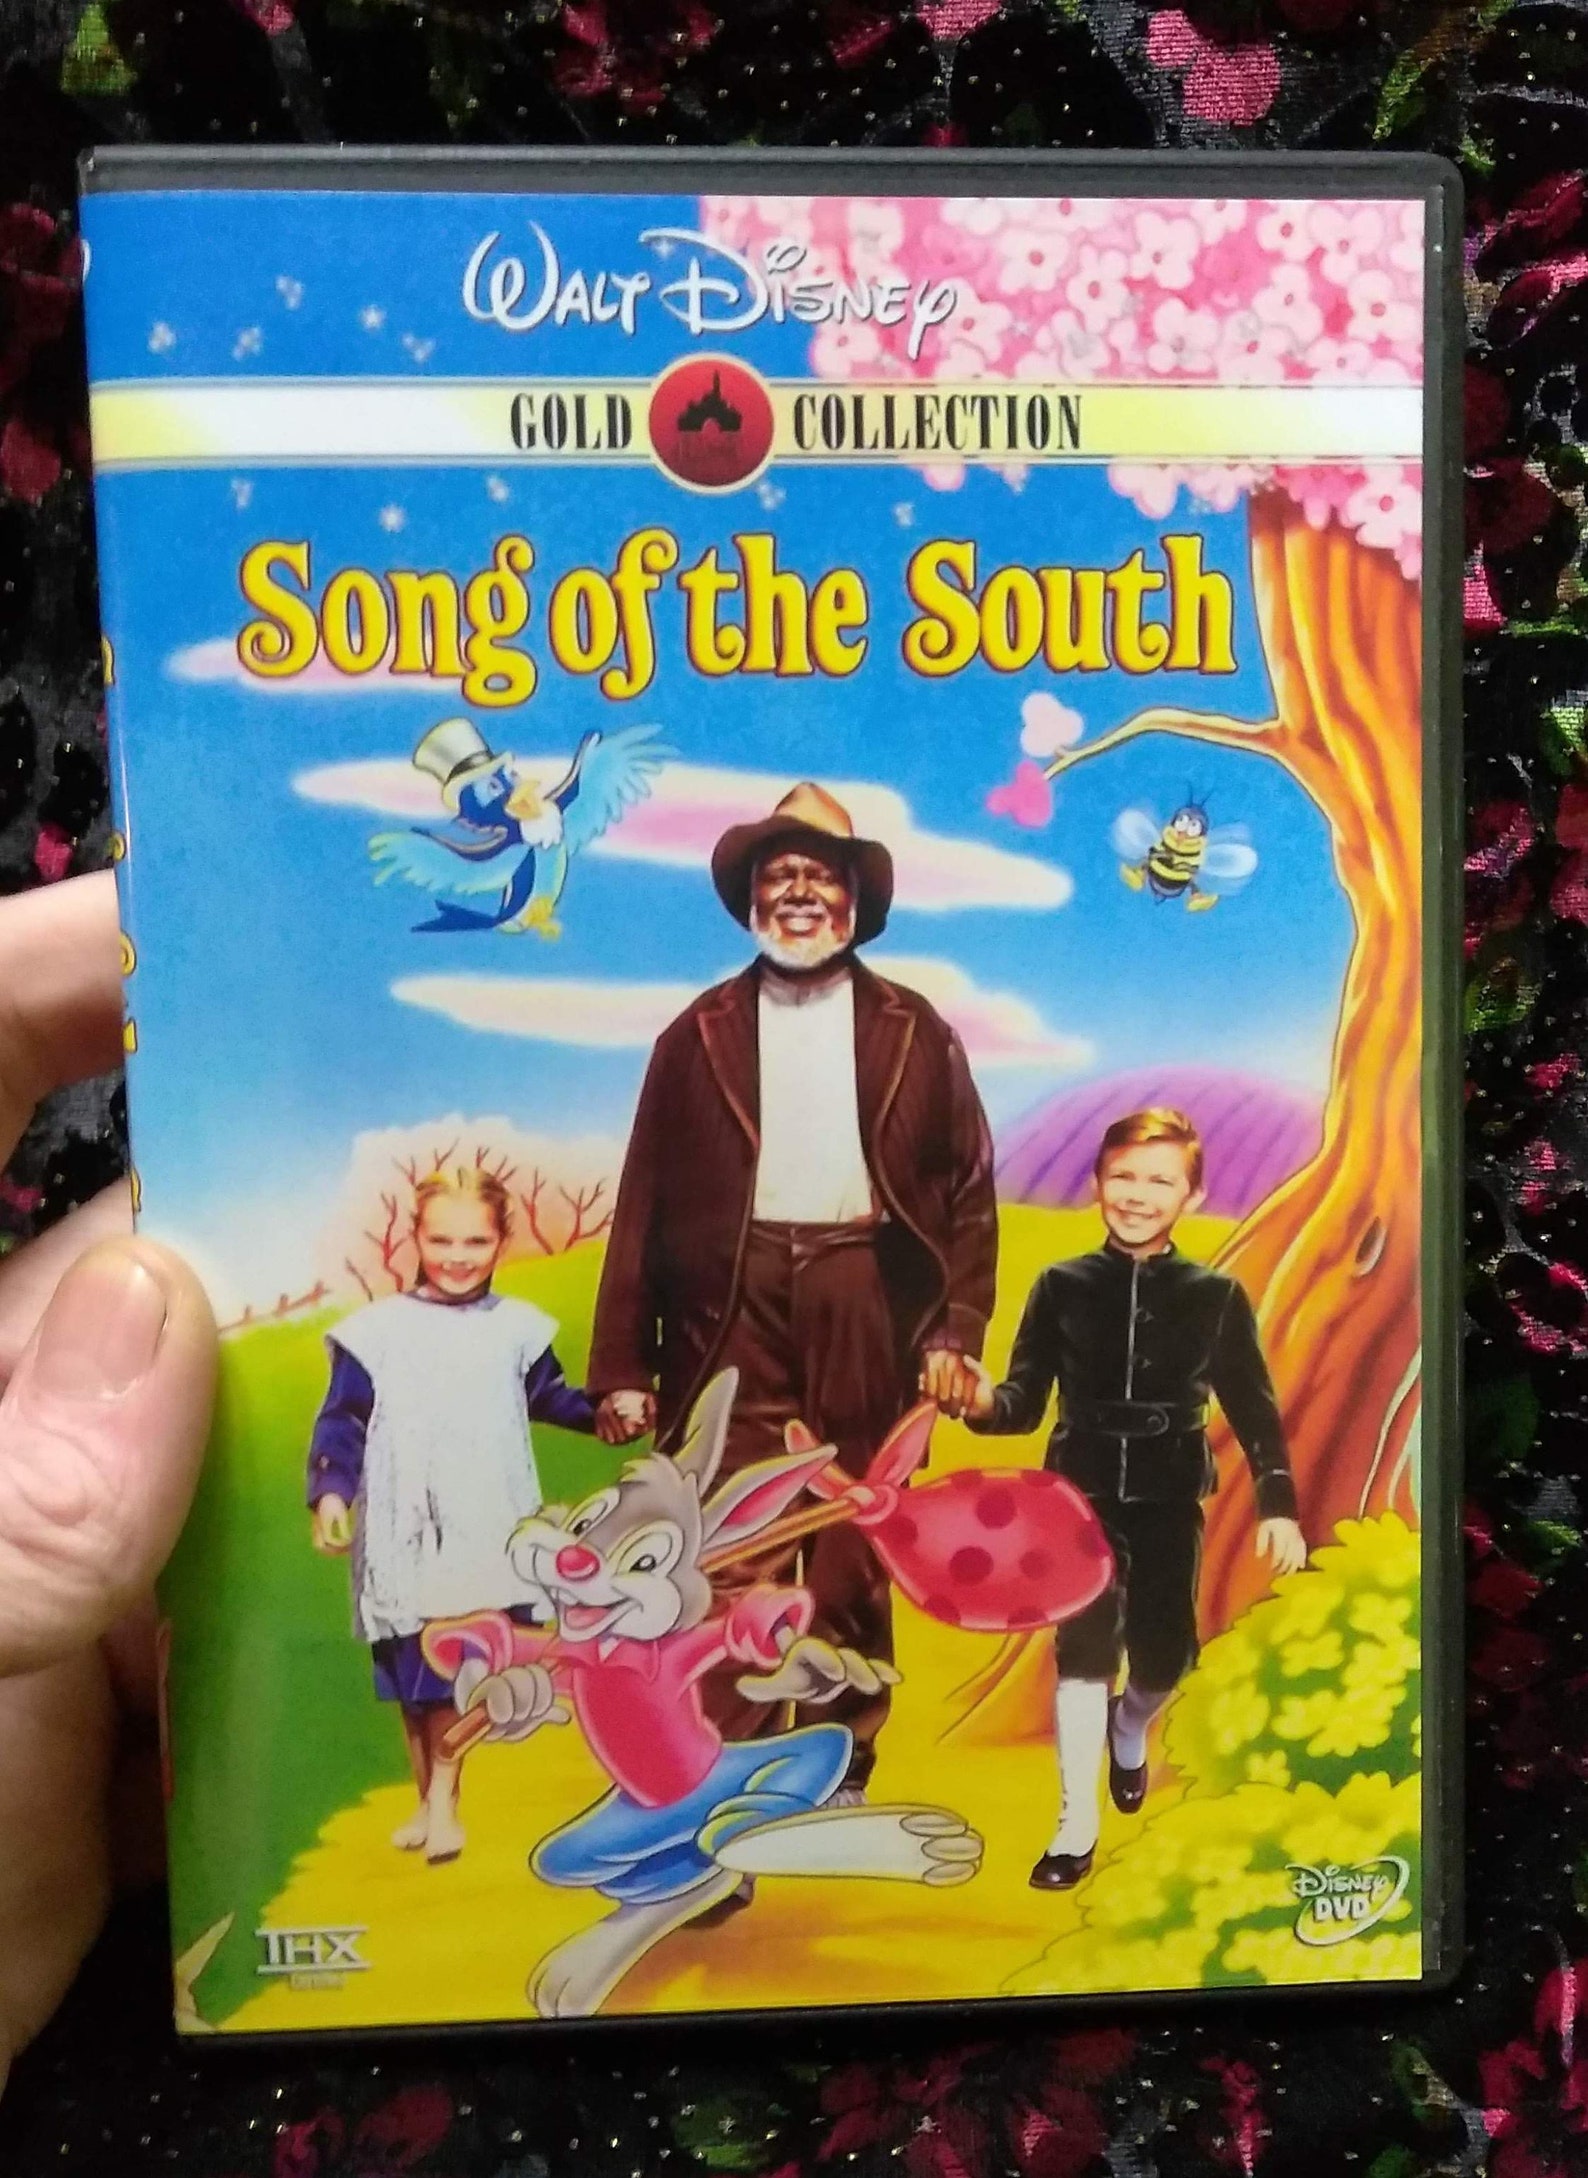 WALT DISNEY
GOLD COLLECTION
Song of the South
THX
DISNEY
DVD